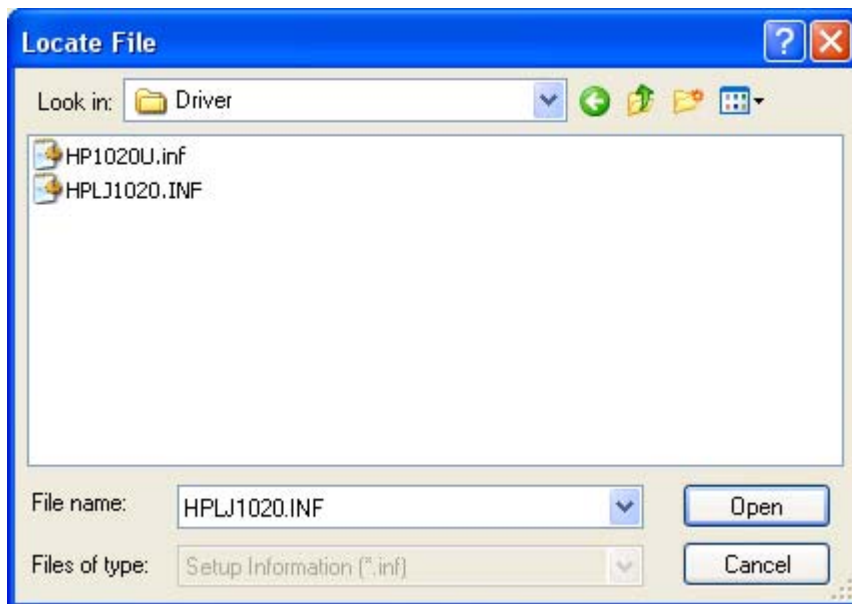 Locate File
Look in: Driver
HP1020U.inf
HPLJ1020.INF
File name: HPLJ1020.INF Open
Files of type: Setup Information (*.inf) Cancel